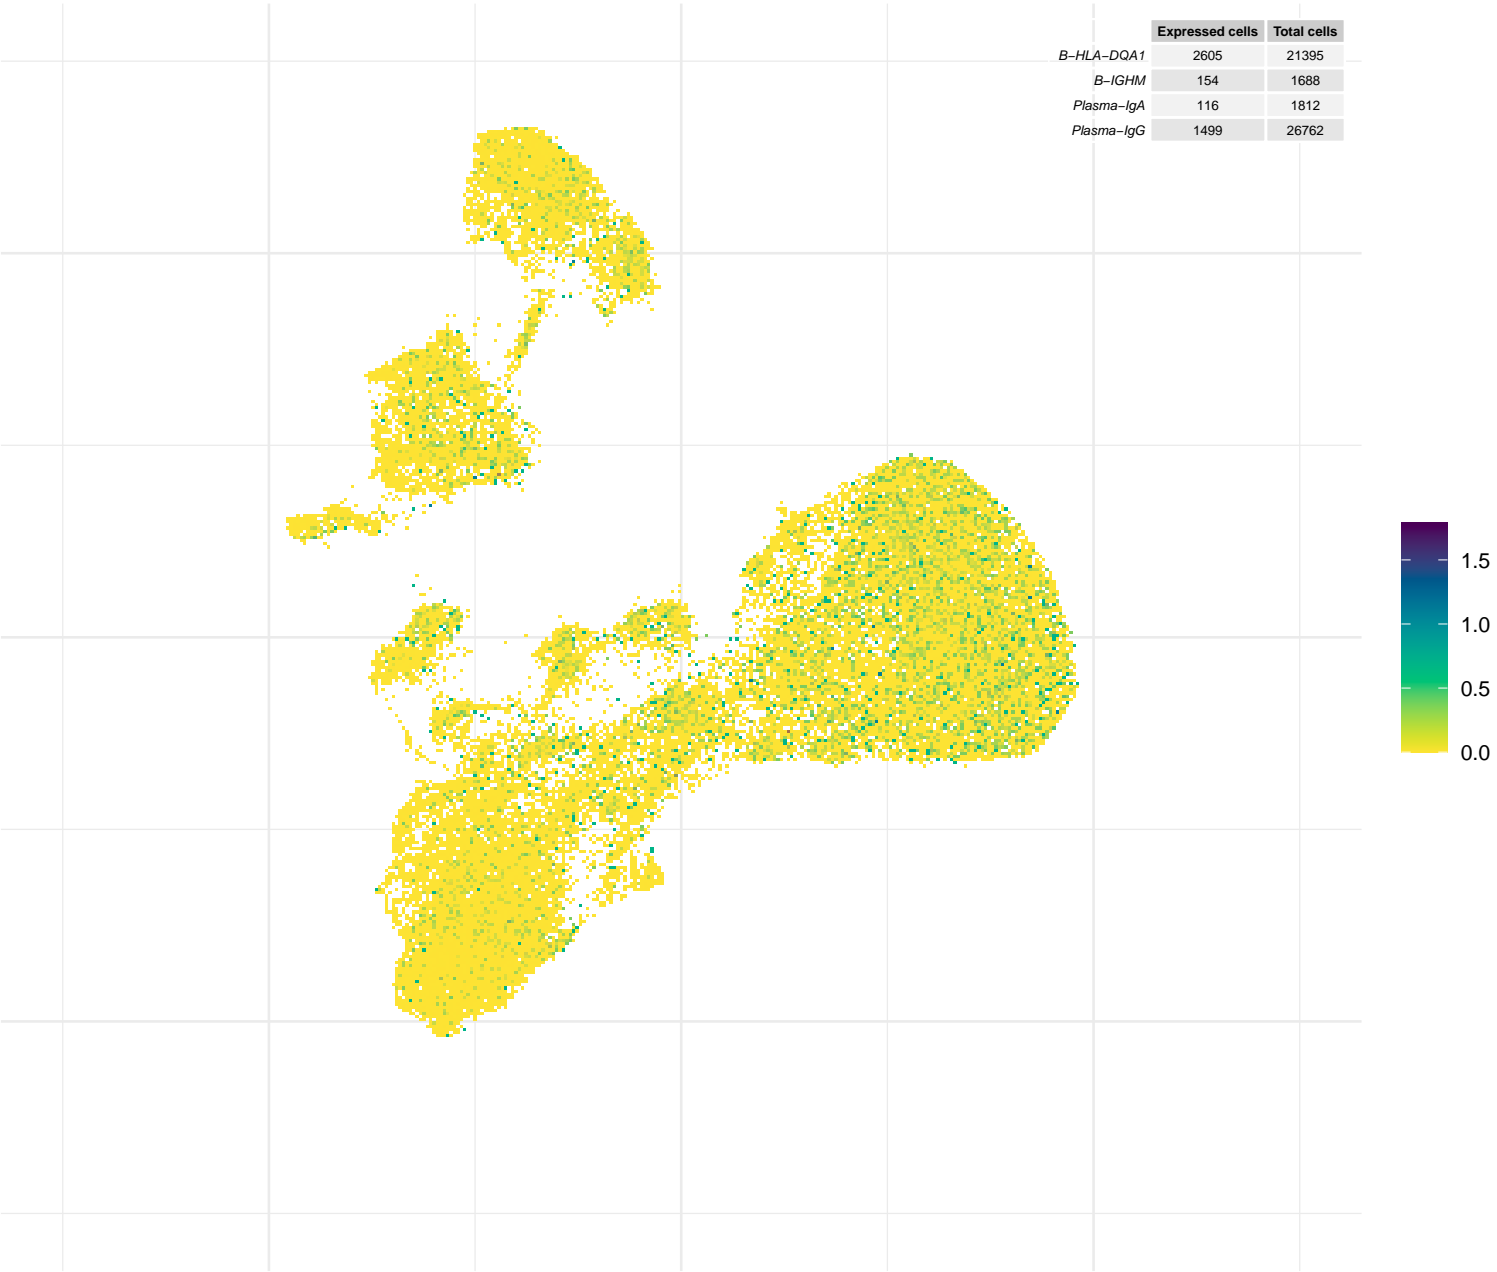 Expressed cells Total cells
B−HLA−DQA1 2605 21395
B−IGHM 154 1688
Plasma−IgA 116 1812
Plasma−IgG 1499 26762
1.5
1.0
0.5
0.0